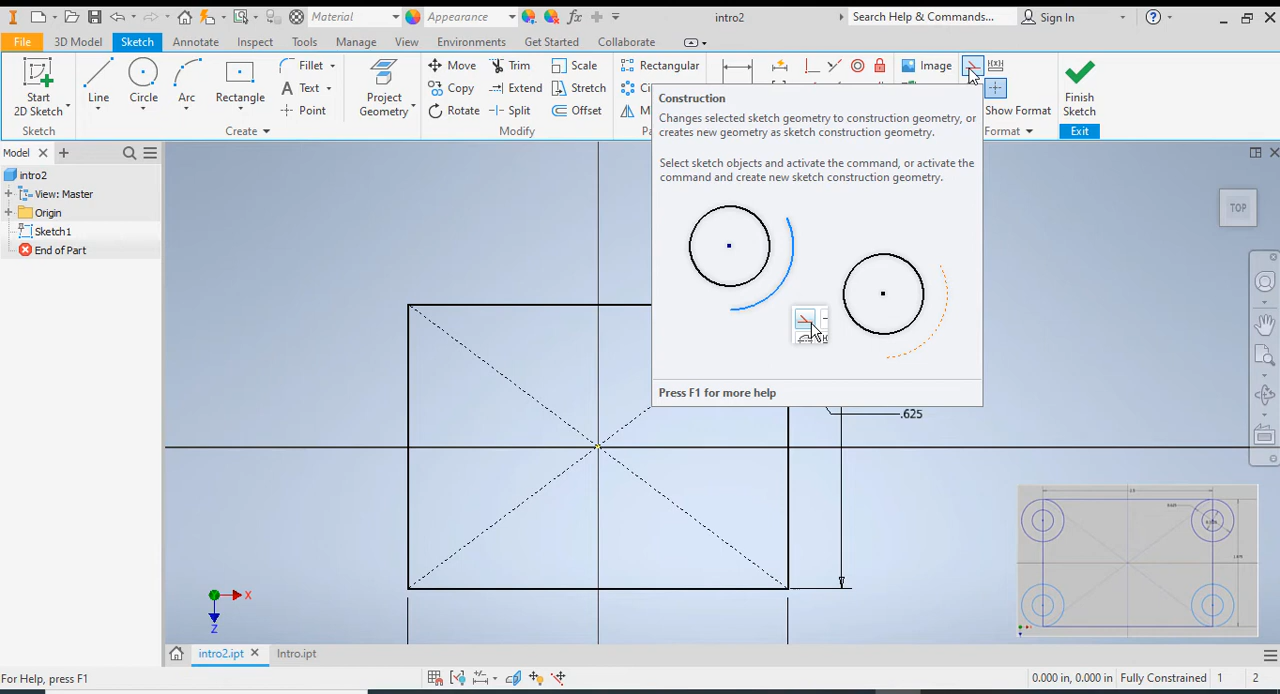 Material
Appearance
intro2
Search Help & Commands...
Sign In
File
3D Model
Sketch
Annotate
Inspect
Tools
Manage
View
Environments
Get Started
Collaborate
Start
2D Sketch
Line
Circle
Arc
Rectangle
Fillet
Text
Point
Project
Geometry
Move
Copy
Rotate
Trim
Extend
Split
Scale
Stretch
Offset
Rectangular
Image
Show Format
Finish
Sketch
Sketch
Create
Modify
Format
Exit
Construction
Changes selected sketch geometry to construction geometry, or
creates new geometry as sketch construction geometry.
Select sketch objects and activate the command, or activate the
command and create new sketch construction geometry.
Press F1 for more help
Model
intro2
View: Master
Origin
Sketch1
End of Part
TOP
.625
X
Z
intro2.ipt
Intro.ipt
For Help, press F1
0.000 in, 0.000 in
Fully Constrained
1
2